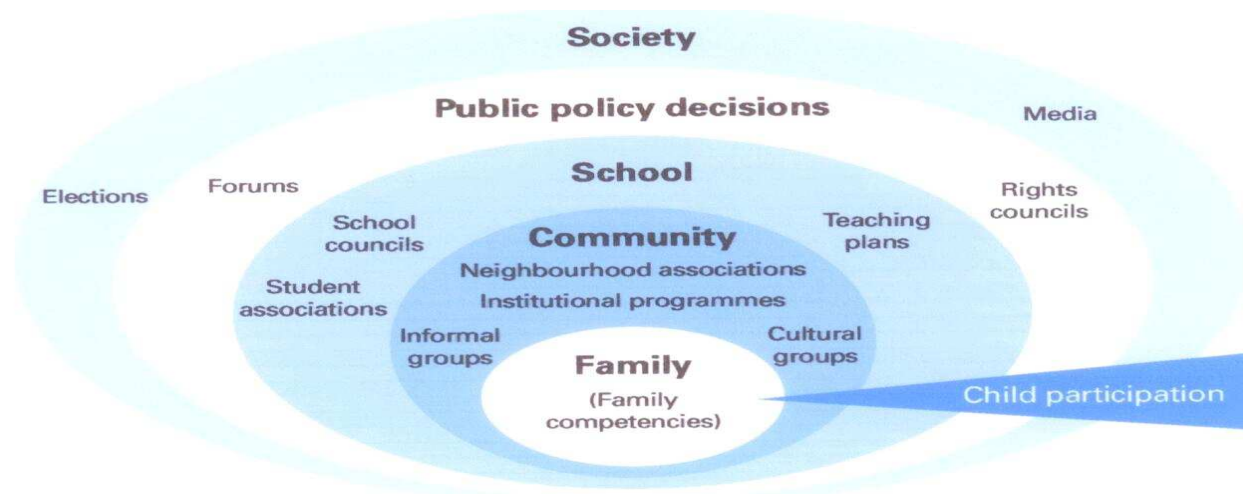 Society
Public policy decisions
Media
Elections
Forums
School
Rights
councils
School
councils
Teaching
plans
Community
Neighbourhood associations
Student
associations
Institutional programmes
Informal
groups
Cultural
groups
Family
(Family
competencies)
Child participation